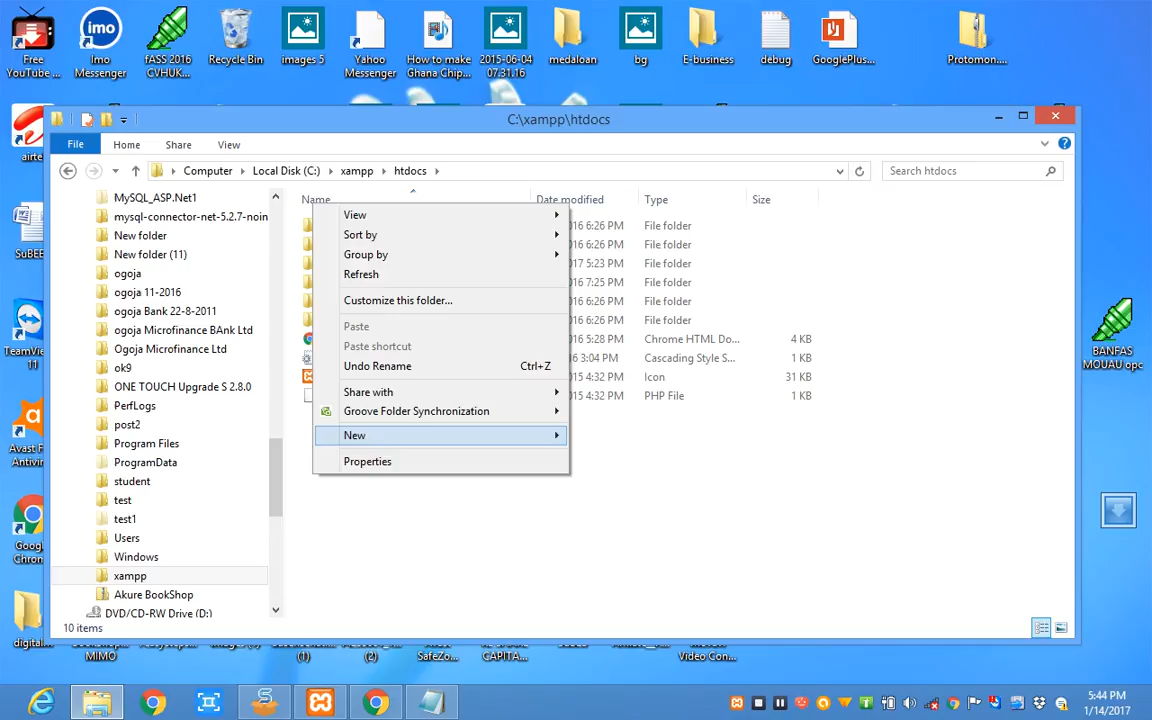 Free
YouTube ...
Imo
Messenger
fASS 2016
CVHUK...
Recycle Bin
images 5
Yahoo
Messenger
How to make
Ghana Chip...
2015-06-04
07.31.16
medaloan
bg
E-business
debug
GooglePlus...
Protomon....
C:\xampp\htdocs
File
Home
Share
View
Computer
Local Disk (C:)
xampp
htdocs
Search htdocs
Name
Date modified
Type
Size
MySQL_ASP.Net1
mysql-connector-net-5.2.7-noin
New folder
New folder (11)
ogoja
ogoja 11-2016
ogoja Bank 22-8-2011
ogoja Microfinance BAnk Ltd
Ogoja Microfinance Ltd
ok9
ONE TOUCH Upgrade S 2.8.0
PerfLogs
post2
Program Files
ProgramData
student
test
test1
Users
Windows
xampp
Akure BookShop
DVD/CD-RW Drive (D:)
View
Sort by
Group by
Refresh
Customize this folder...
Paste
Paste shortcut
Undo Rename Ctrl+Z
Share with
Groove Folder Synchronization
New
Properties
016 6:26 PM File folder
016 6:26 PM File folder
017 5:23 PM File folder
016 7:25 PM File folder
016 6:26 PM File folder
016 6:26 PM File folder
016 5:28 PM Chrome HTML Do... 4 KB
16 3:04 PM Cascading Style S... 1 KB
015 4:32 PM Icon 31 KB
015 4:32 PM PHP File 1 KB
10 items
airte
SuBEE
TeamVie
11
Avast F
Antivir
Goog
Chron
digita
BANFAS
MOUAU opc
MIMO
(1)
(2)
SafeZo...
CAPITA...
Video Con...
5:44 PM
1/14/2017